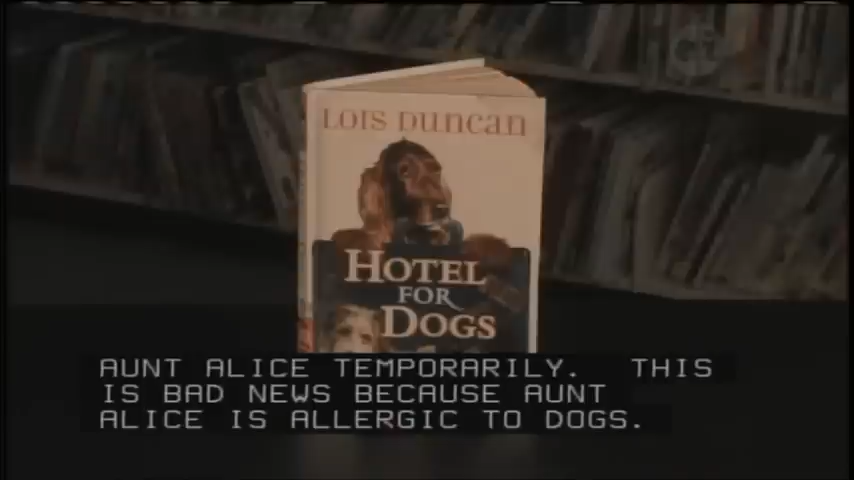 LOIS DUNCAN
HOTEL
FOR
DOGS
AUNT ALICE TEMPORARILY. THIS
IS BAD NEWS BECAUSE AUNT
ALICE IS ALLERGIC TO DOGS.